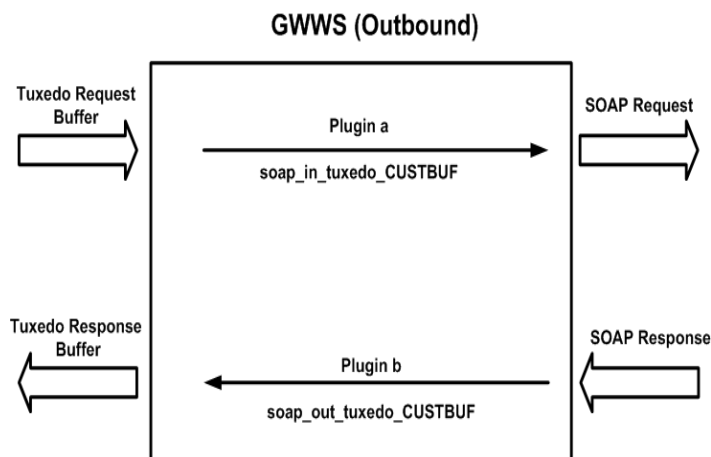 GWWS (Outbound)
Tuxedo Request
Buffer
SOAP Request
Plugin a
soap_in_tuxedo_CUSTBUF
Tuxedo Response
Buffer
SOAP Response
Plugin b
soap_out_tuxedo_CUSTBUF